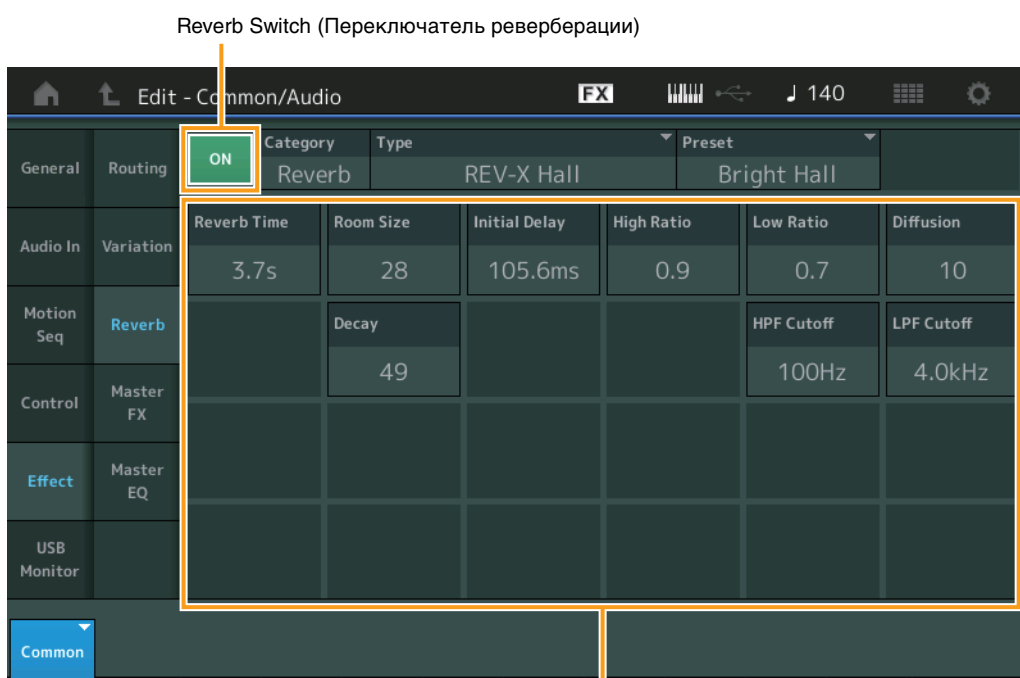 Reverb Switch (Переключатель реверберации)
Edit - Common/Audio
FX
140
General
Routing
ON
Category
Reverb
Type
REV-X Hall
Preset
Bright Hall
Audio In
Variation
Reverb Time
3.7s
Room Size
28
Initial Delay
105.6ms
High Ratio
0.9
Low Ratio
0.7
Diffusion
10
Motion
Seq
Reverb
Decay
49
HPF Cutoff
100Hz
LPF Cutoff
4.0kHz
Control
Master
FX
Effect
Master
EQ
USB
Monitor
Common